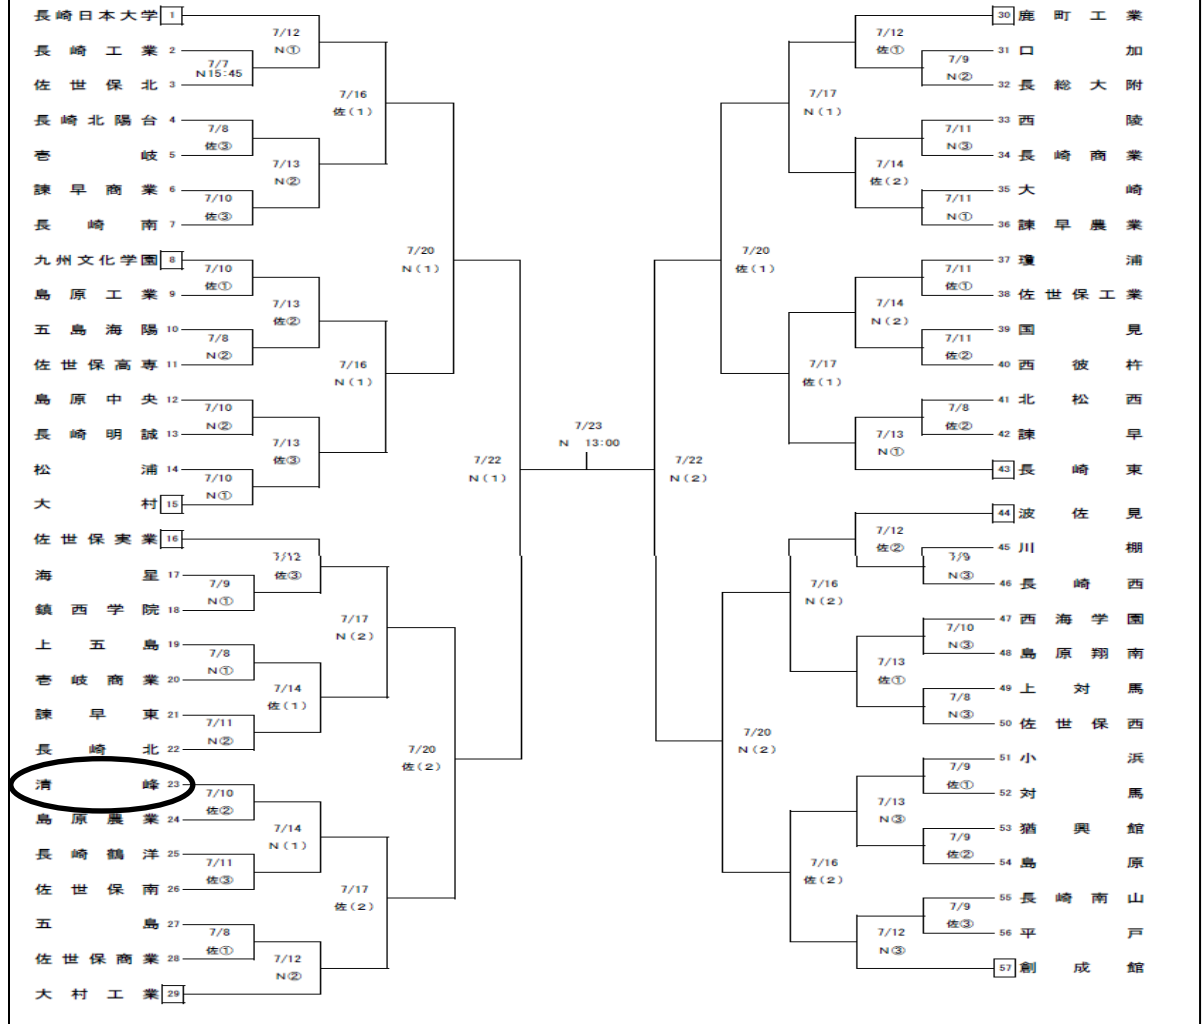 長崎日本大学 1
長崎工業 2
佐世保北 3
長崎北陽台 4
壱岐 5
諫早商業 6
長崎南 7
九州文化学園 8
島原工業 9
五島海陽 10
佐世保高専 11
島原中央 12
長崎明誠 13
松浦 14
大村 15
佐世保実業 16
海星 17
鎮西学院 18
上五島 19
壱岐商業 20
諫早東 21
長崎北 22
清峰 23
島原農業 24
長崎鶴洋 25
佐世保南 26
五島 27
佐世保商業 28
大村工業 29
7/7
N15:45
7/8
佐③
7/10
佐③
7/10
佐①
7/8
N②
7/10
N②
7/10
N①
7/9
N①
7/8
N①
7/11
N②
7/10
佐②
7/11
佐③
7/8
佐①
7/12
N①
7/13
N②
7/13
佐②
7/13
佐③
7/12
佐③
7/14
佐(1)
7/14
N(1)
7/12
N②
7/16
佐(1)
7/16
N(1)
7/17
N(2)
7/17
佐(2)
7/20
N(1)
7/20
佐(2)
7/22
N(1)
7/23
N 13:00
7/22
N(2)
7/20
佐(1)
7/20
N(2)
7/17
N(1)
7/17
佐(1)
7/16
N(2)
7/16
佐(2)
7/12
佐①
7/14
佐(2)
7/14
N(2)
7/13
N①
7/12
佐②
7/13
佐①
7/13
N③
7/12
N③
7/9
N②
7/11
N③
7/11
N①
7/11
佐①
7/11
佐②
7/8
佐②
7/9
N③
7/10
N③
7/8
N③
7/9
佐①
7/9
佐②
7/9
佐③
30 鹿町工業
31 口加
32 長総大附
33 西陵
34 長崎商業
35 大崎
36 諫早農業
37 瓊浦
38 佐世保工業
39 国見
40 西彼杵
41 北松西
42 諫早
43 長崎東
44 波佐見
45 川棚
46 長崎西
47 西海学園
48 島原翔南
49 上対馬
50 佐世保西
51 小浜
52 対馬
53 猶興館
54 島原
55 長崎南山
56 平戸
57 創成館